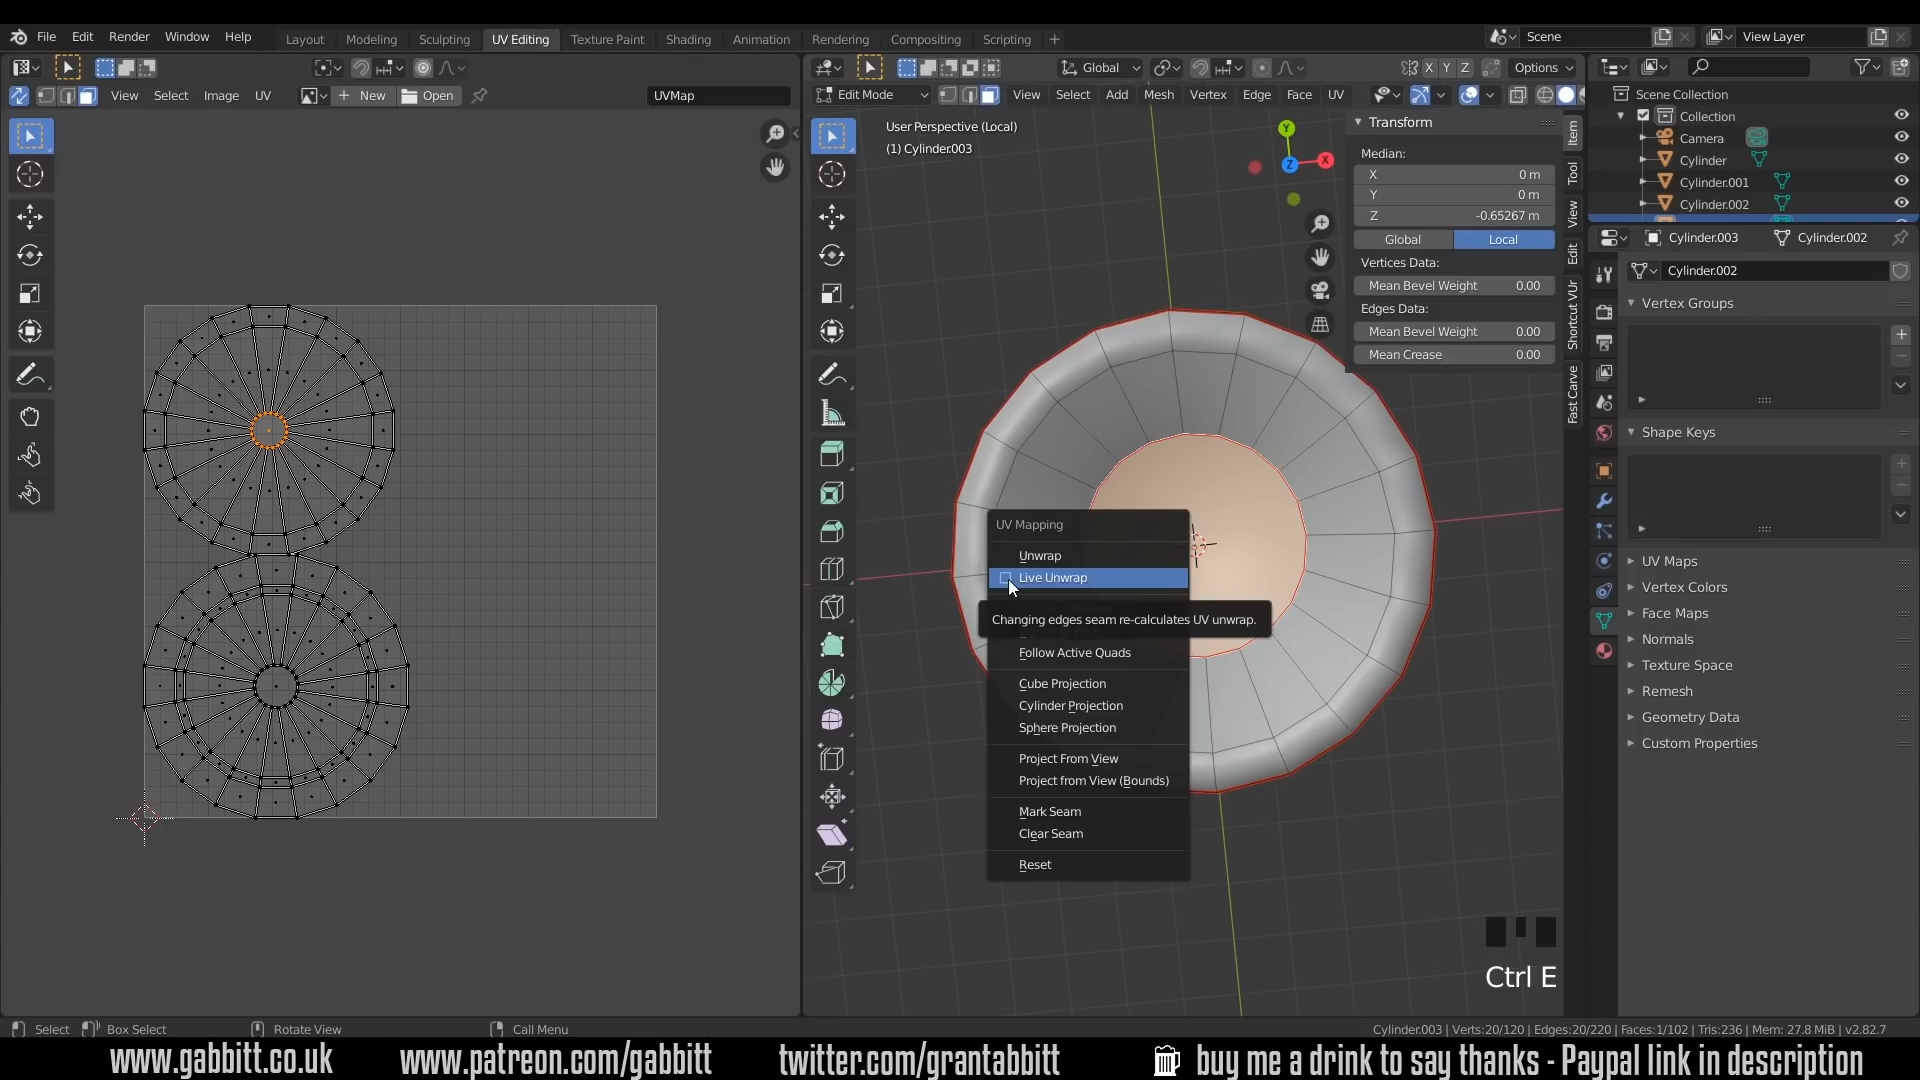 File Edit Render Window Help Layout Modeling Sculpting UV Editing Texture Paint Shading Animation Rendering Compositing Scripting + Scene View Layer
Global X Y Z Options
View Select Image UV New Open UVMap
Edit Mode View Select Add Mesh Vertex Edge Face UV
User Perspective (Local)
(1) Cylinder.003
Y
X
Z
Transform
Median:
X 0 m
Y 0 m
Z -0.65267 m
Global Local
Vertices Data:
Mean Bevel Weight 0.00
Edges Data:
Mean Bevel Weight 0.00
Mean Crease 0.00
Item
Tool
View
Edit
Shortcut VUr
Fast Carve
Scene Collection
Collection
Camera
Cylinder
Cylinder.001
Cylinder.002
Cylinder.003 Cylinder.002
Cylinder.002
Vertex Groups
Shape Keys
UV Maps
Vertex Colors
Face Maps
Normals
Texture Space
Remesh
Geometry Data
Custom Properties
UV Mapping
Unwrap
Live Unwrap
Changing edges seam re-calculates UV unwrap.
Follow Active Quads
Cube Projection
Cylinder Projection
Sphere Projection
Project From View
Project from View (Bounds)
Mark Seam
Clear Seam
Reset
Ctrl E
Select Box Select Rotate View Call Menu Cylinder.003 | Verts:20/120 | Edges:20/220 | Faces:1/102 | Tris:236 | Mem: 27.8 MiB | v2.82.7
www.gabbitt.co.uk www.patreon.com/gabbitt twitter.com/grantabbitt buy me a drink to say thanks - Paypal link in description